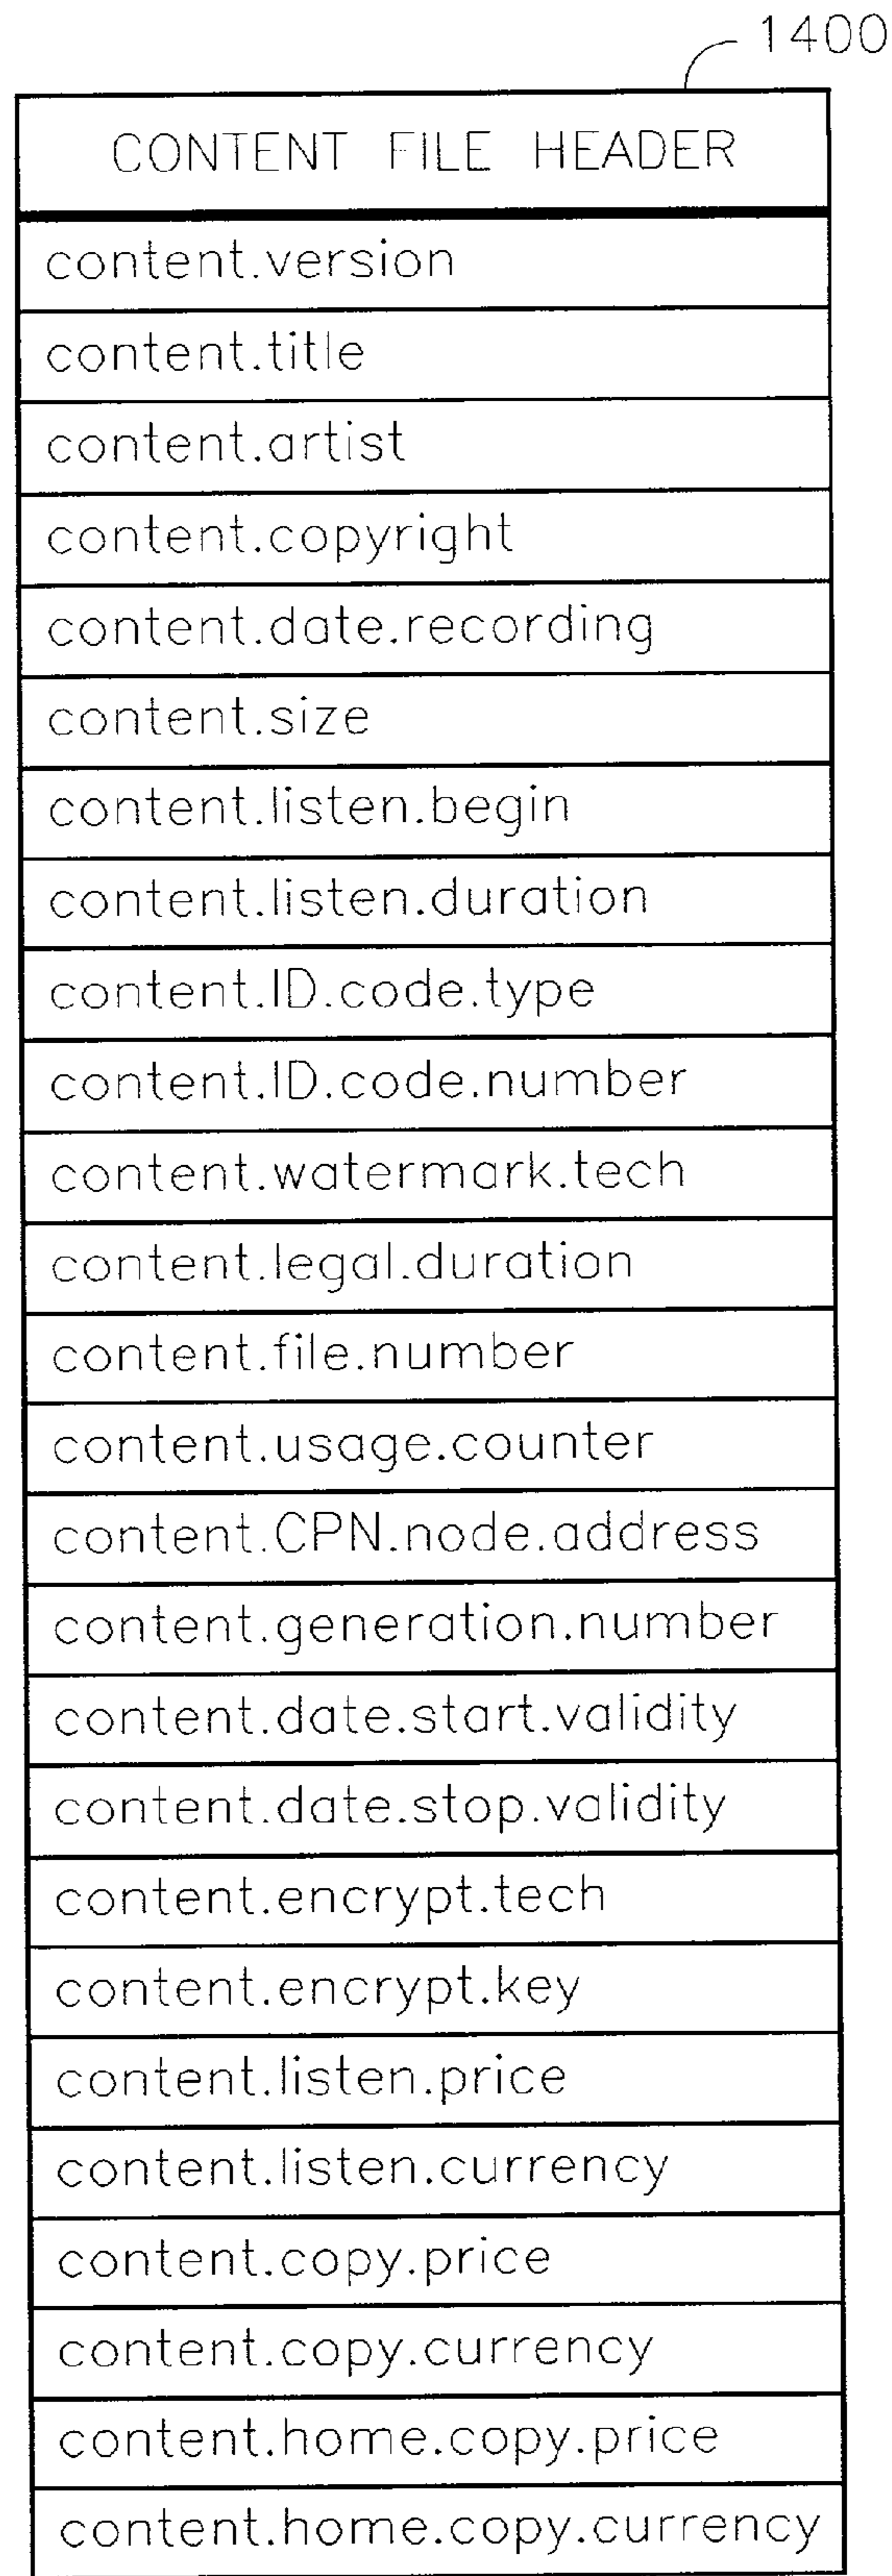 1400
CONTENT FILE HEADER
content.version
content.title
content.artist
content.copyright
content.date.recording
content.size
content.listen.begin
content.listen.duration
content.ID.code.type
content.ID.code.number
content.watermark.tech
content.legal.duration
content.file.number
content.usage.counter
content.CPN.node.address
content.generation.number
content.date.start.validity
content.date.stop.validity
content.encrypt.tech
content.encrypt.key
content.listen.price
content.listen.currency
content.copy.price
content.copy.currency
content.home.copy.price
content.home.copy.currency